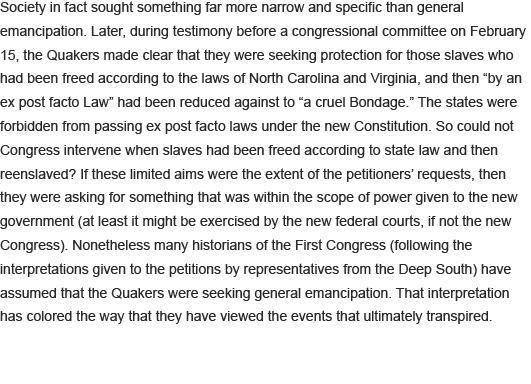 Society in fact sought something far more narrow and specific than general
emancipation. Later, during testimony before a congressional committee on February
15, the Quakers made clear that they were seeking protection for those slaves who
had been freed according to the laws of North Carolina and Virginia, and then “by an
ex post facto Law” had been reduced against to “a cruel Bondage.” The states were
forbidden from passing ex post facto laws under the new Constitution. So could not
Congress intervene when slaves had been freed according to state law and then
reenslaved? If these limited aims were the extent of the petitioners’ requests, then
they were asking for something that was within the scope of power given to the new
government (at least it might be exercised by the new federal courts, if not the new
Congress). Nonetheless many historians of the First Congress (following the
interpretations given to the petitions by representatives from the Deep South) have
assumed that the Quakers were seeking general emancipation. That interpretation
has colored the way that they have viewed the events that ultimately transpired.